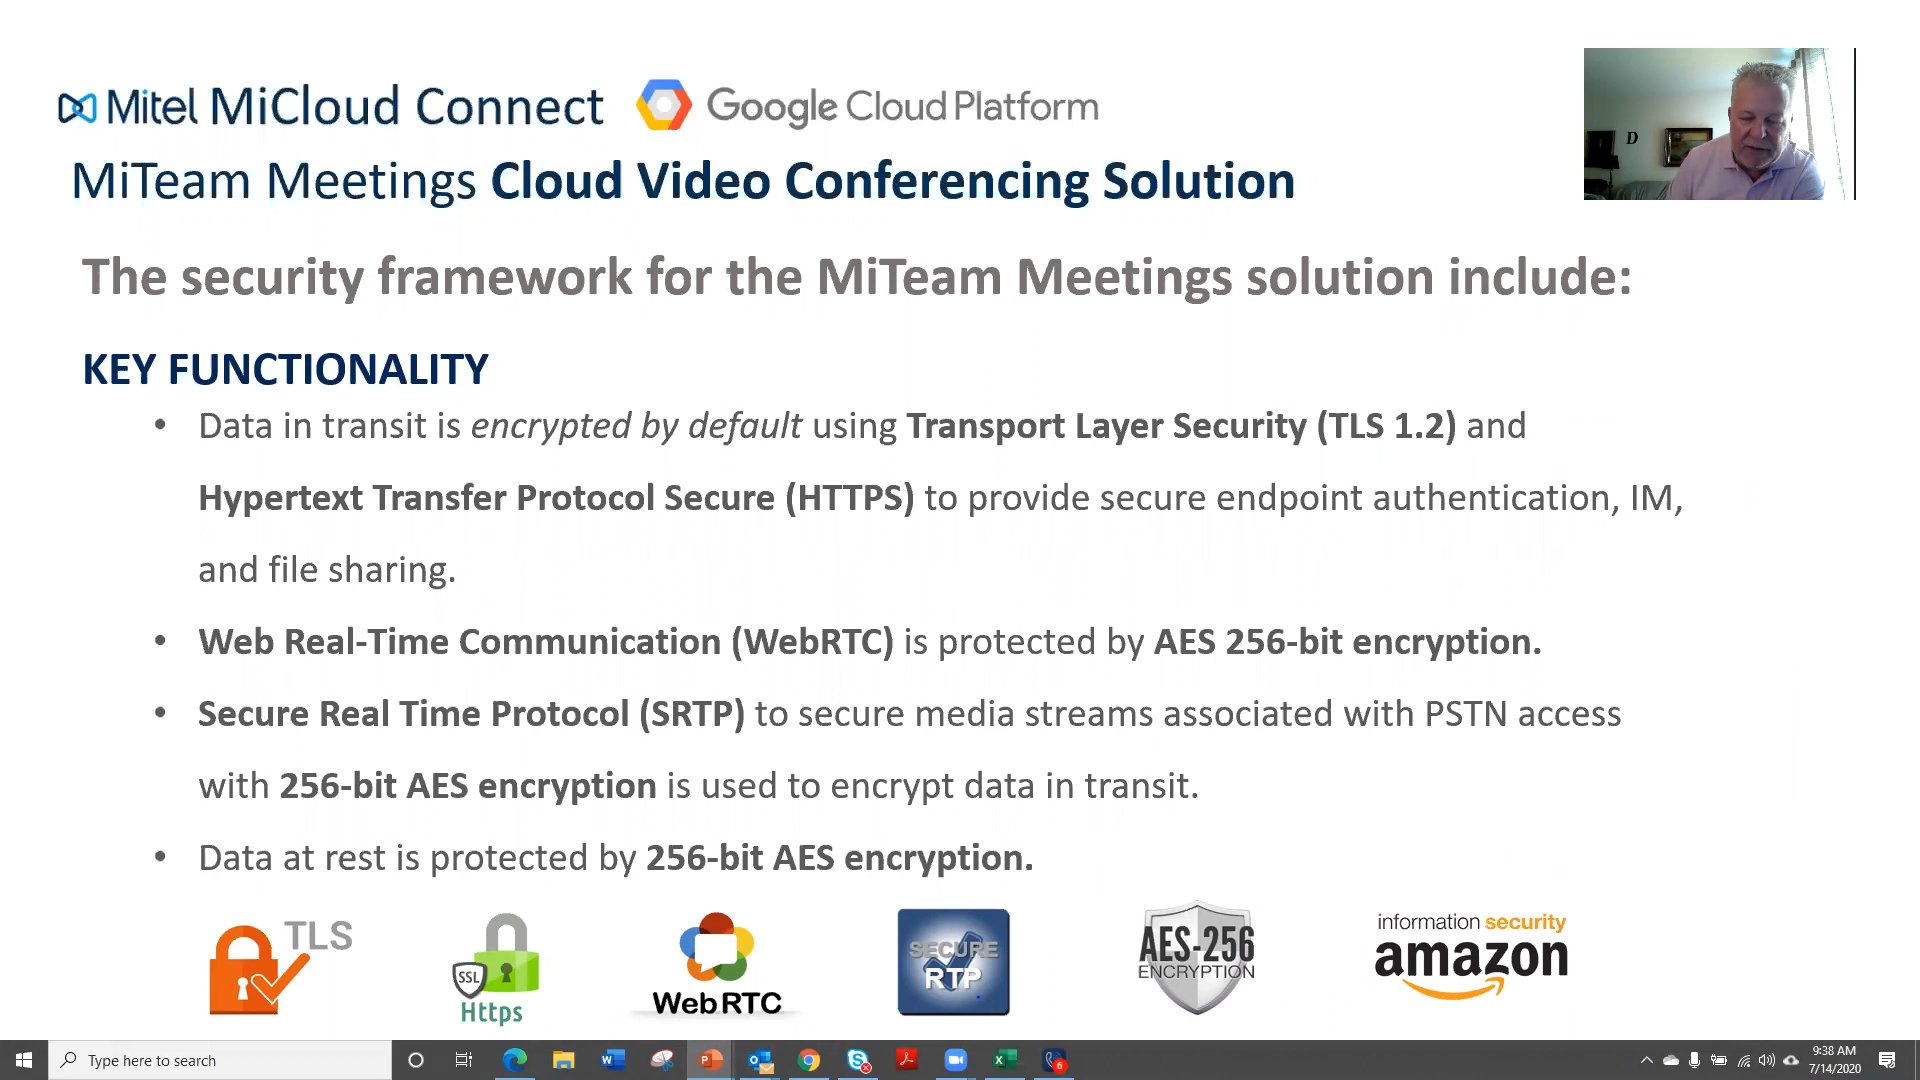 Mitel MiCloud Connect Google Cloud Platform
MiTeam Meetings Cloud Video Conferencing Solution
D
The security framework for the MiTeam Meetings solution include:
KEY FUNCTIONALITY
• Data in transit is encrypted by default using Transport Layer Security (TLS 1.2) and
Hypertext Transfer Protocol Secure (HTTPS) to provide secure endpoint authentication, IM,
and file sharing.
• Web Real-Time Communication (WebRTC) is protected by AES 256-bit encryption.
• Secure Real Time Protocol (SRTP) to secure media streams associated with PSTN access
with 256-bit AES encryption is used to encrypt data in transit.
• Data at rest is protected by 256-bit AES encryption.
TLS
SSL
Https
WebRTC
SECURE
RTP
AES-256
ENCRYPTION
information security
amazon
Type here to search
6
9:38 AM
7/14/2020